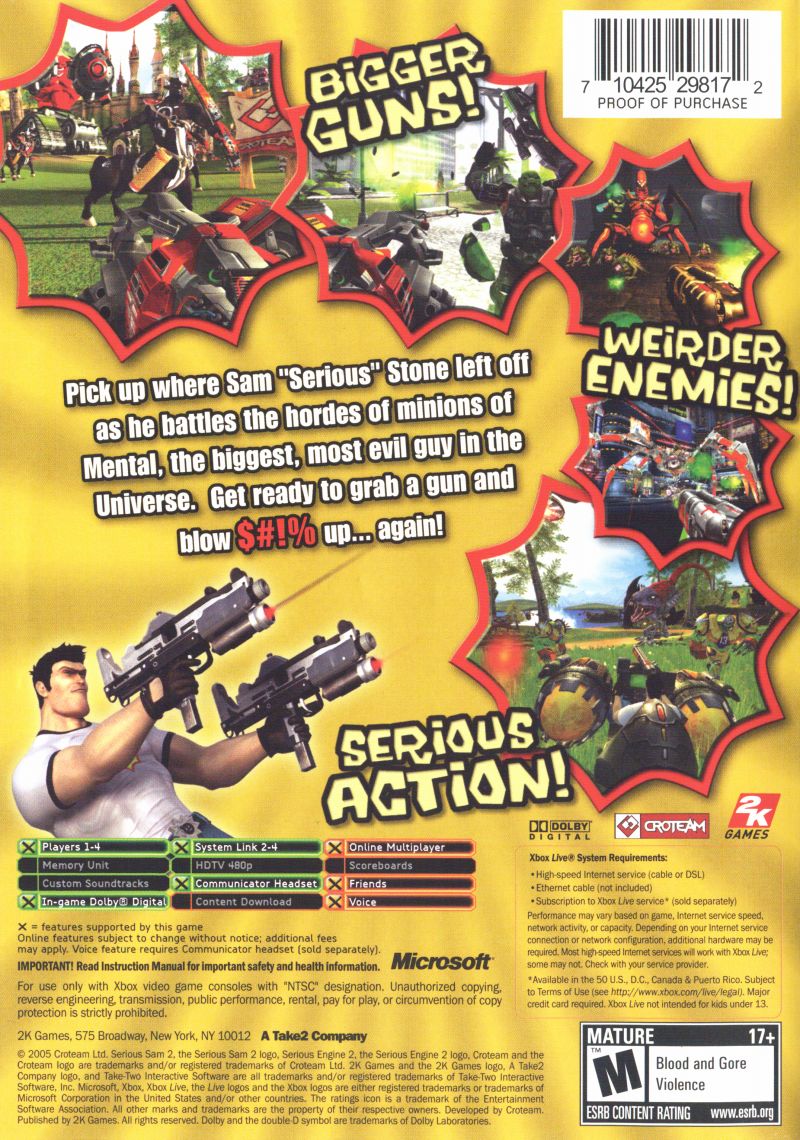 BIGGER
GUNS!
7 10425 29817 2
PROOF OF PURCHASE
CROTEAM
WEIRDER
ENEMIES!
Pick up where Sam "Serious" Stone left off
as he battles the hordes of minions of
Mental, the biggest, most evil guy in the
Universe. Get ready to grab a gun and
blow $#!% up... again!
SERIOUS
ACTION!
DOLBY
DIGITAL
CROTEAM
2K
GAMES
X Players 1-4
X System Link 2-4
X Online Multiplayer
Memory Unit
HDTV 480p
Scoreboards
Custom Soundtracks
X Communicator Headset
X Friends
X In-game Dolby® Digital
Content Download
X Voice
X = features supported by this game
Online features subject to change without notice; additional fees
may apply. Voice feature requires Communicator headset (sold separately).
IMPORTANT! Read Instruction Manual for important safety and health information.
Microsoft®
For use only with Xbox video game consoles with "NTSC" designation. Unauthorized copying,
reverse engineering, transmission, public performance, rental, pay for play, or circumvention of copy
protection is strictly prohibited.
2K Games, 575 Broadway, New York, NY 10012 A Take2 Company
© 2005 Croteam Ltd. Serious Sam 2, the Serious Sam 2 logo, Serious Engine 2, the Serious Engine 2 logo, Croteam and the
Croteam logo are trademarks and/or registered trademarks of Croteam Ltd. 2K Games and the 2K Games logo, A Take2
Company logo, and Take-Two Interactive Software are all trademarks and/or registered trademarks of Take-Two Interactive
Software, Inc. Microsoft, Xbox, Xbox Live, the Live logos and the Xbox logos are either registered trademarks or trademarks of
Microsoft Corporation in the United States and/or other countries. The ratings icon is a trademark of the Entertainment
Software Association. All other marks and trademarks are the property of their respective owners. Developed by Croteam.
Published by 2K Games. All rights reserved. Dolby and the double-D symbol are trademarks of Dolby Laboratories.
Xbox Live® System Requirements:
• High-speed Internet service (cable or DSL)
• Ethernet cable (not included)
• Subscription to Xbox Live service* (sold separately)
Performance may vary based on game, Internet service speed,
network activity, or capacity. Depending on your Internet service
connection or network configuration, additional hardware may be
required. Most high-speed Internet services will work with Xbox Live;
some may not. Check with your service provider.
*Available in the 50 U.S., D.C., Canada & Puerto Rico. Subject
to Terms of Use (see http://www.xbox.com/live/legal). Major
credit card required. Xbox Live not intended for kids under 13.
MATURE 17+
M
TM
Blood and Gore
Violence
ESRB CONTENT RATING www.esrb.org